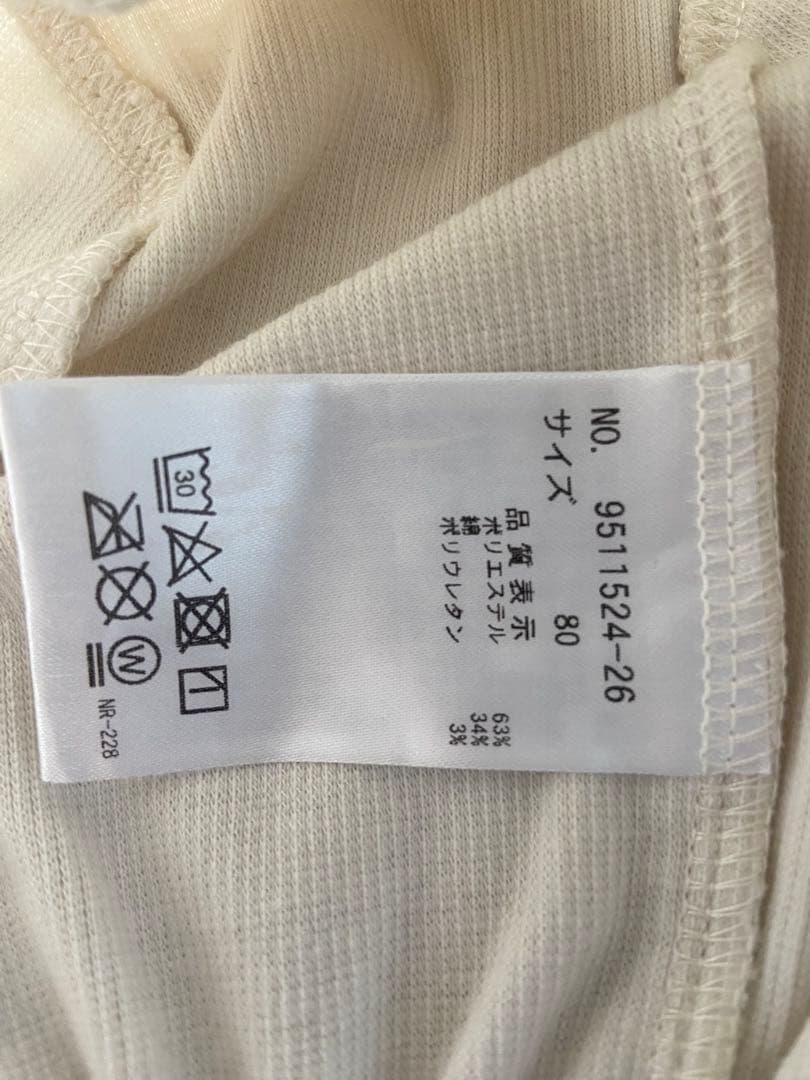 NO. 9511524-26
サイズ 80
品質表示
ポリエステル 63%
綿 34%
ポリウレタン 3%
30
W
NR-228